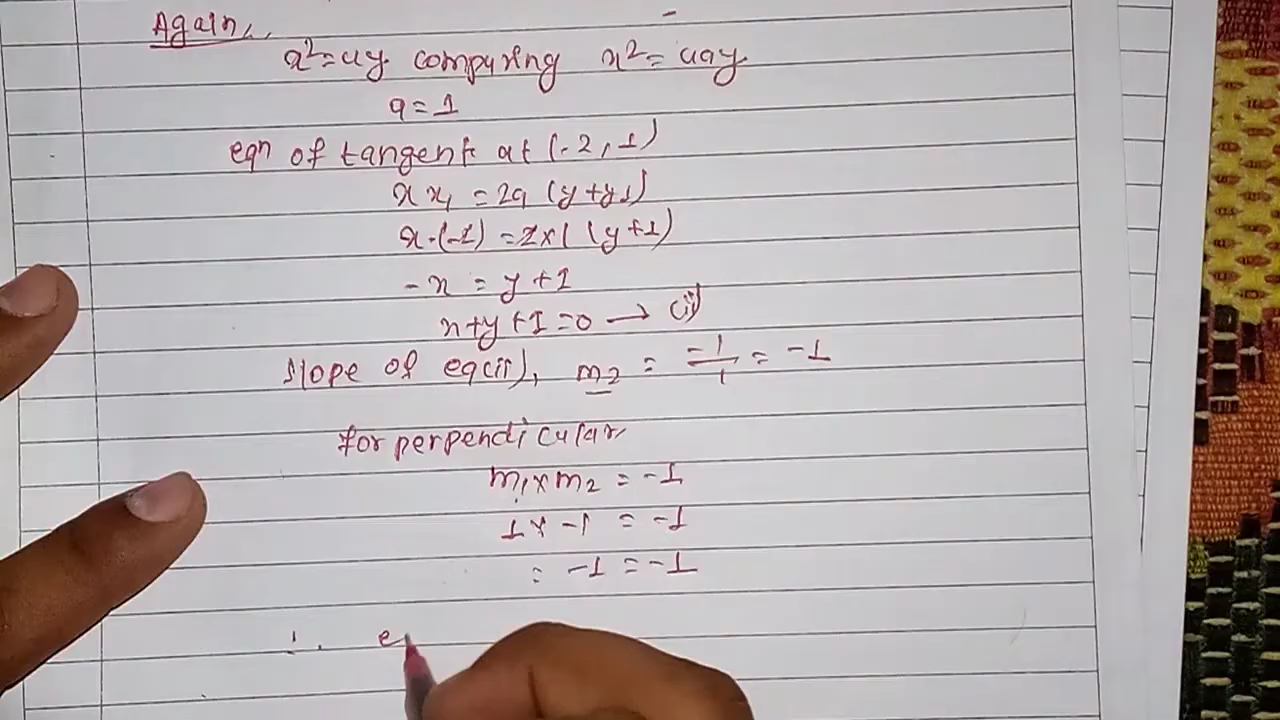 Again,
x²=4y comparing x²=4ay
a=1
eqn of tangent at (-2,1)
xx₁ =2a (y+y1)
x·(-2) =2×1 (y+1)
-x = y+1
x+y+1=0 → (ii)
slope of eq(ii), m2 = -1/1 = -1
for perpendicular
m₁×m2 = -1
1× -1 = -1
= -1 = -1
∴ e